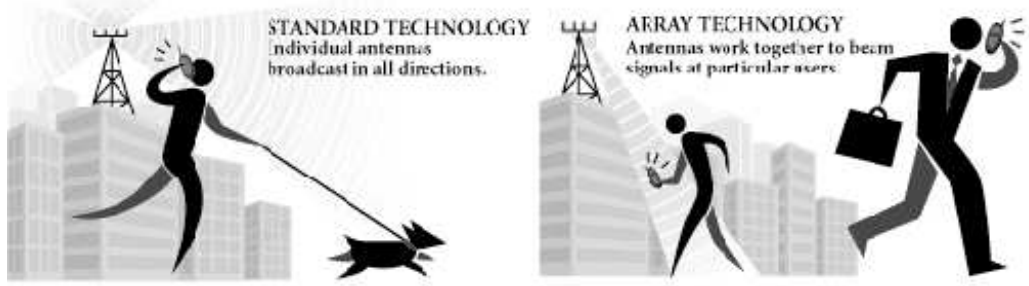 STANDARD TECHNOLOGY
Individual antennas
broadcast in all directions.
ARRAY TECHNOLOGY
Antennas work together to beam
signals at particular users.